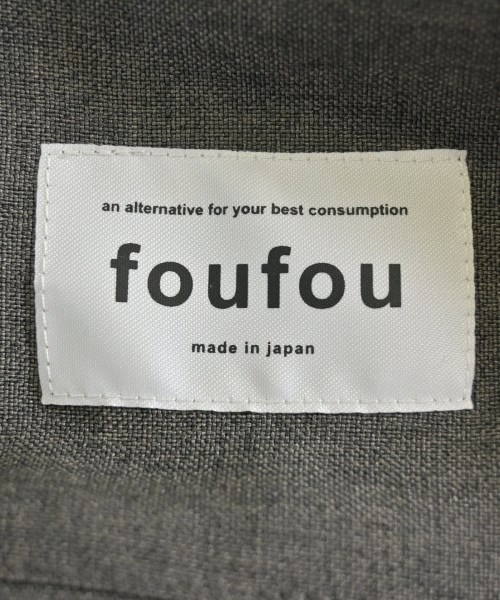 an alternative for your best consumption
foufou
made in japan